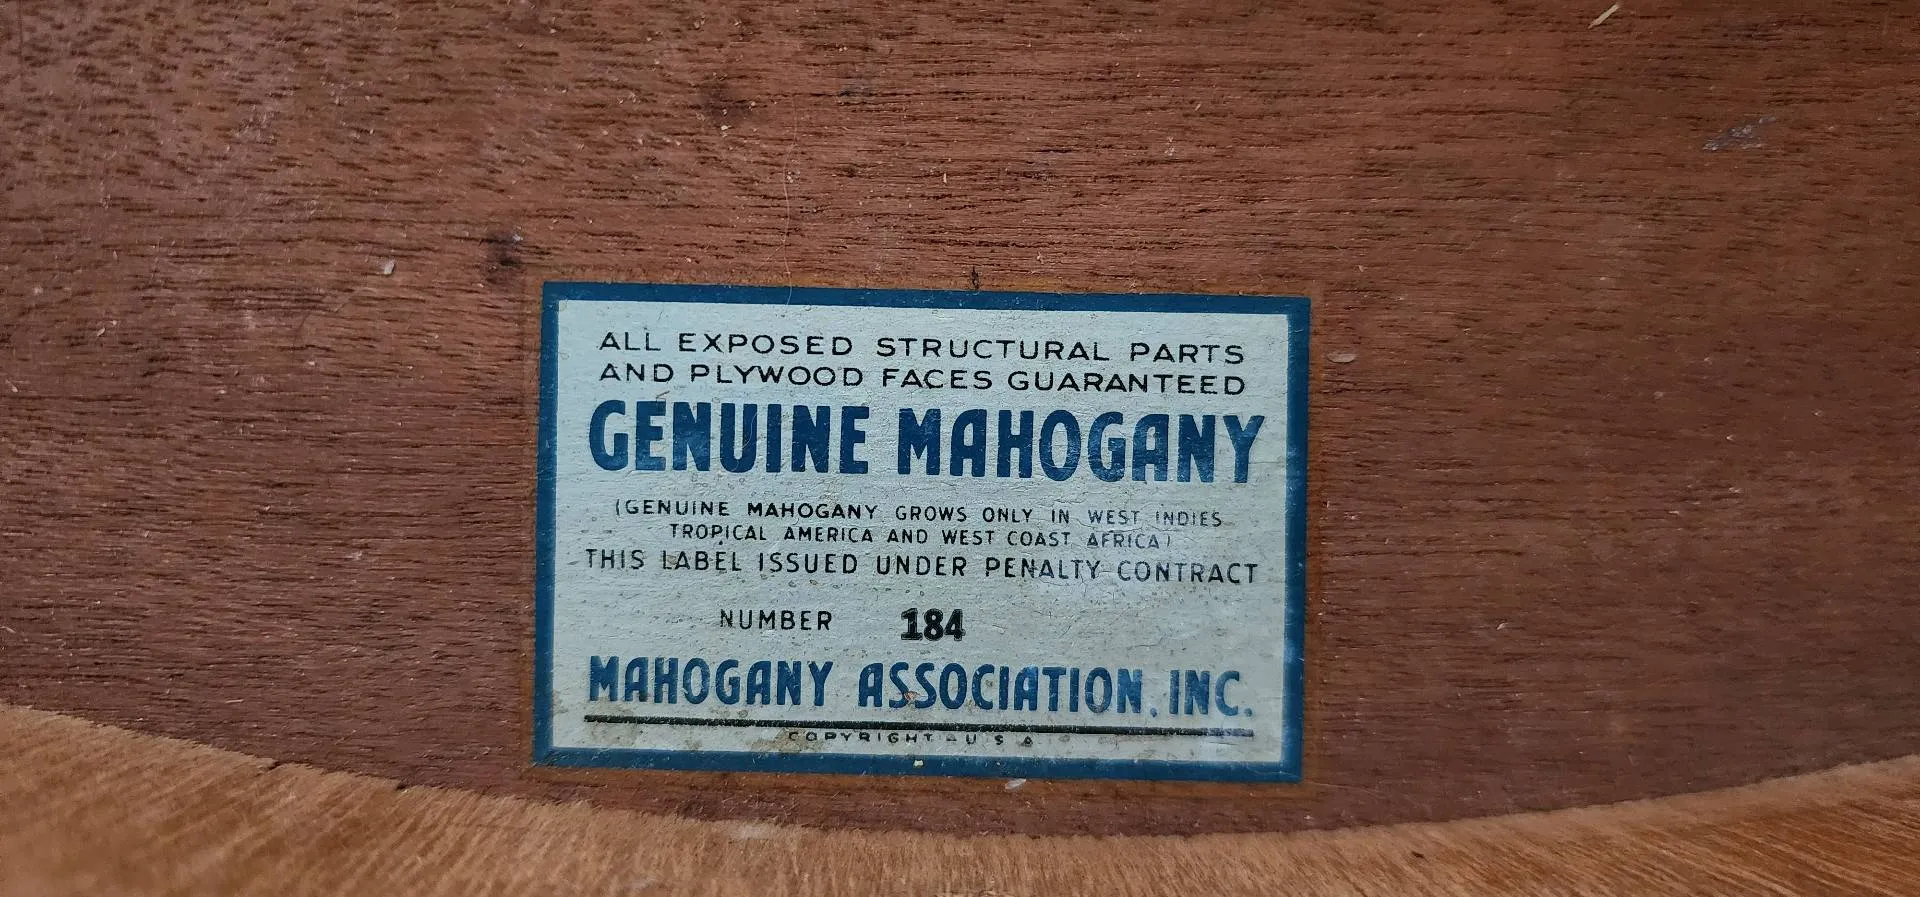 ALL EXPOSED STRUCTURAL PARTS
AND PLYWOOD FACES GUARANTEED
GENUINE MAHOGANY
(GENUINE MAHOGANY GROWS ONLY IN WEST INDIES
TROPICAL AMERICA AND WEST COAST AFRICA)
THIS LABEL ISSUED UNDER PENALTY CONTRACT
NUMBER 184
MAHOGANY ASSOCIATION, INC.
COPYRIGHT - U S A